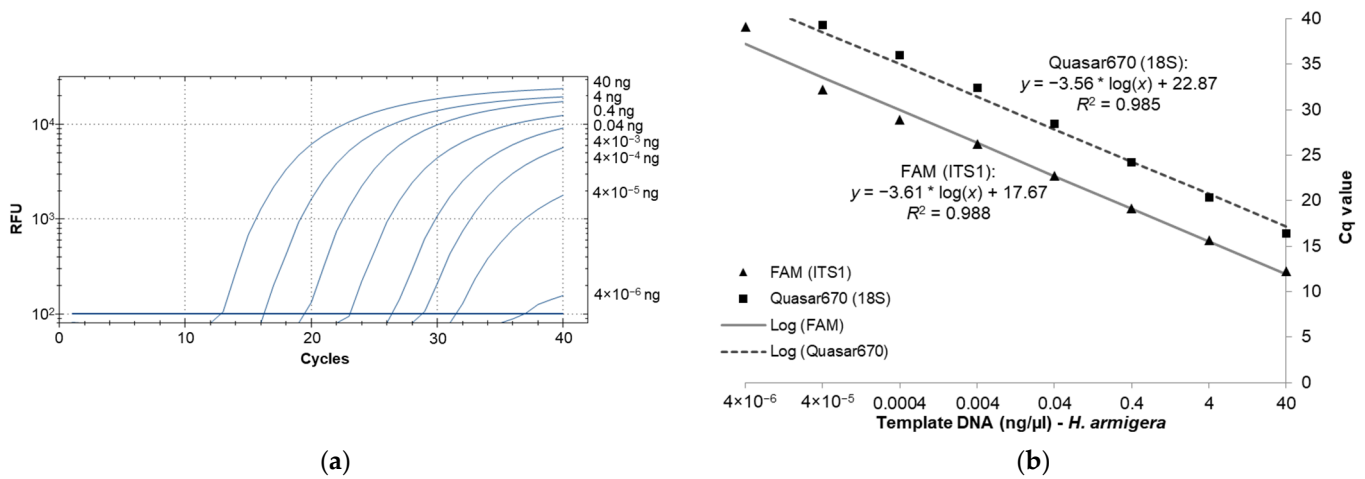 40 ng
4 ng
0.4 ng
0.04 ng
4×10⁻³ ng
4×10⁻⁴ ng
4×10⁻⁵ ng
4×10⁻⁶ ng
10⁴
10³
10²
RFU
0
10
20
30
40
Cycles
(a)
40
35
30
25
20
15
10
5
0
Cq value
Quasar670 (18S):
y = −3.56 * log(x) + 22.87
R² = 0.985
FAM (ITS1):
y = −3.61 * log(x) + 17.67
R² = 0.988
FAM (ITS1)
Quasar670 (18S)
Log (FAM)
Log (Quasar670)
4×10⁻⁶
4×10⁻⁵
0.0004
0.004
0.04
0.4
4
40
Template DNA (ng/µl) - H. armigera
(b)